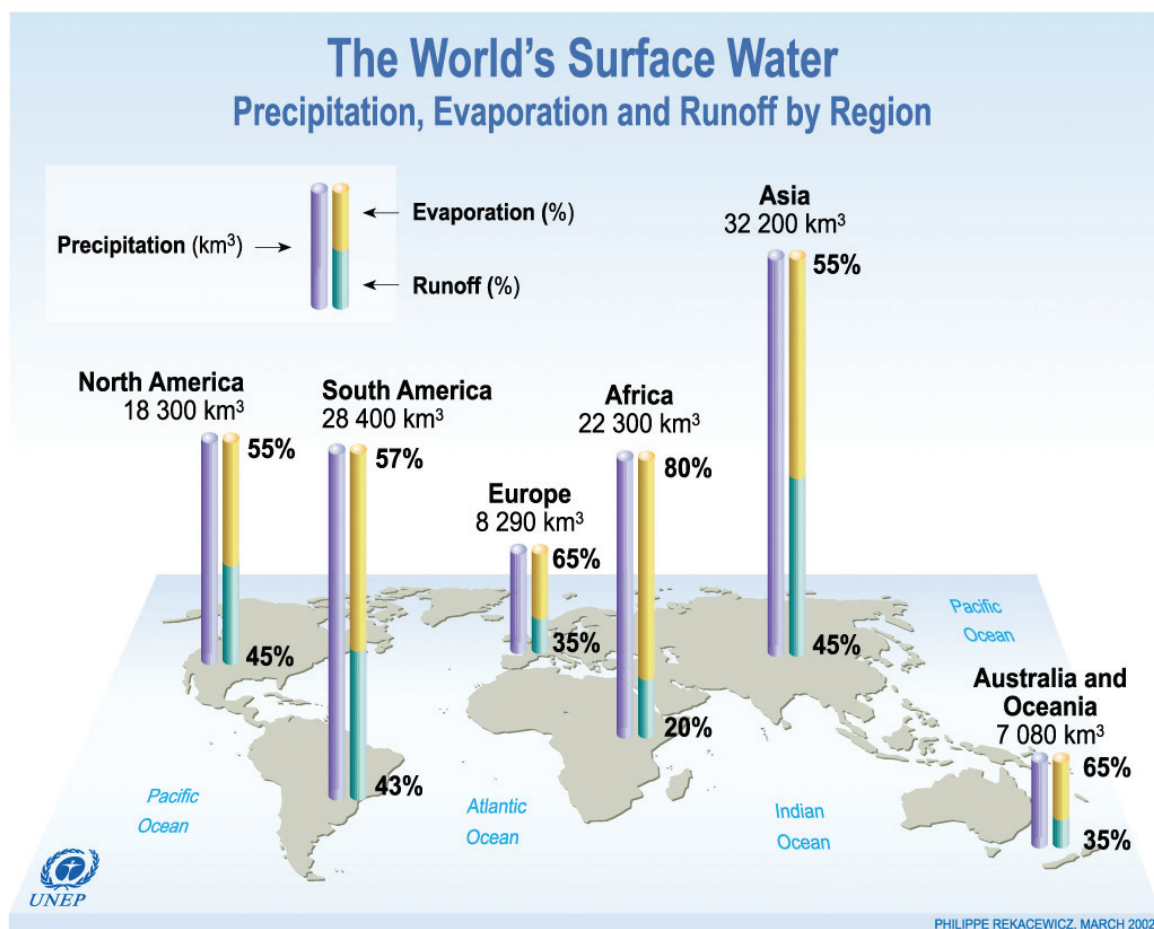 The World's Surface Water
Precipitation, Evaporation and Runoff by Region
Precipitation (km³)
Evaporation (%)
Runoff (%)
North America
18 300 km³
55%
45%
South America
28 400 km³
57%
43%
Europe
8 290 km³
65%
35%
Africa
22 300 km³
80%
20%
Asia
32 200 km³
55%
45%
Australia and
Oceania
7 080 km³
65%
35%
Pacific
Ocean
Pacific
Ocean
Atlantic
Ocean
Indian
Ocean
UNEP
PHILIPPE REKACEWICZ, MARCH 2002